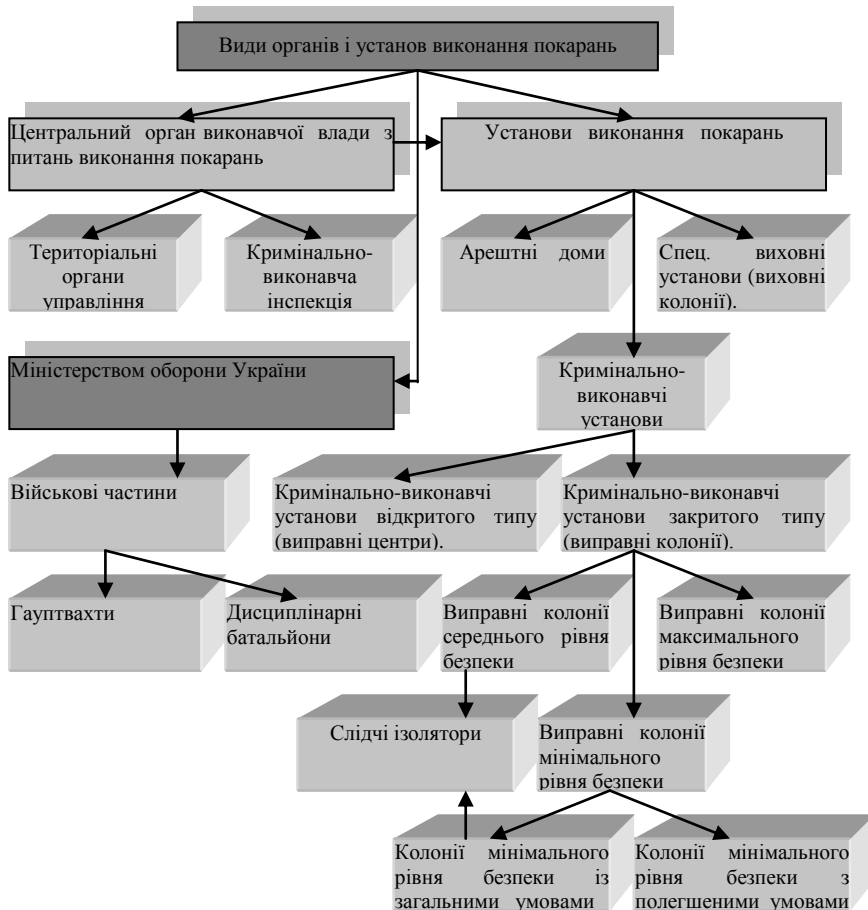 Види органів і установ виконання покарань
Центральний орган виконавчої влади з
питань виконання покарань
Установи виконання покарань
Територіальні
органи
управління
Кримінально-
виконавча
інспекція
Арештні доми
Спец. виховні
установи (виховні
колонії).
Міністерством оборони України
Кримінально-
виконавчі
установи
Військові частини
Кримінально-виконавчі
установи відкритого типу
(виправні центри).
Кримінально-виконавчі
установи закритого типу
(виправні колонії).
Гауптвахти
Дисциплінарні
батальйони
Виправні колонії
середнього рівня
безпеки
Виправні колонії
максимального
рівня безпеки
Слідчі ізолятори
Виправні колонії
мінімального
рівня безпеки
Колонії мінімального
рівня безпеки із
загальними умовами
Колонії мінімального
рівня безпеки з
полегшеними умовами